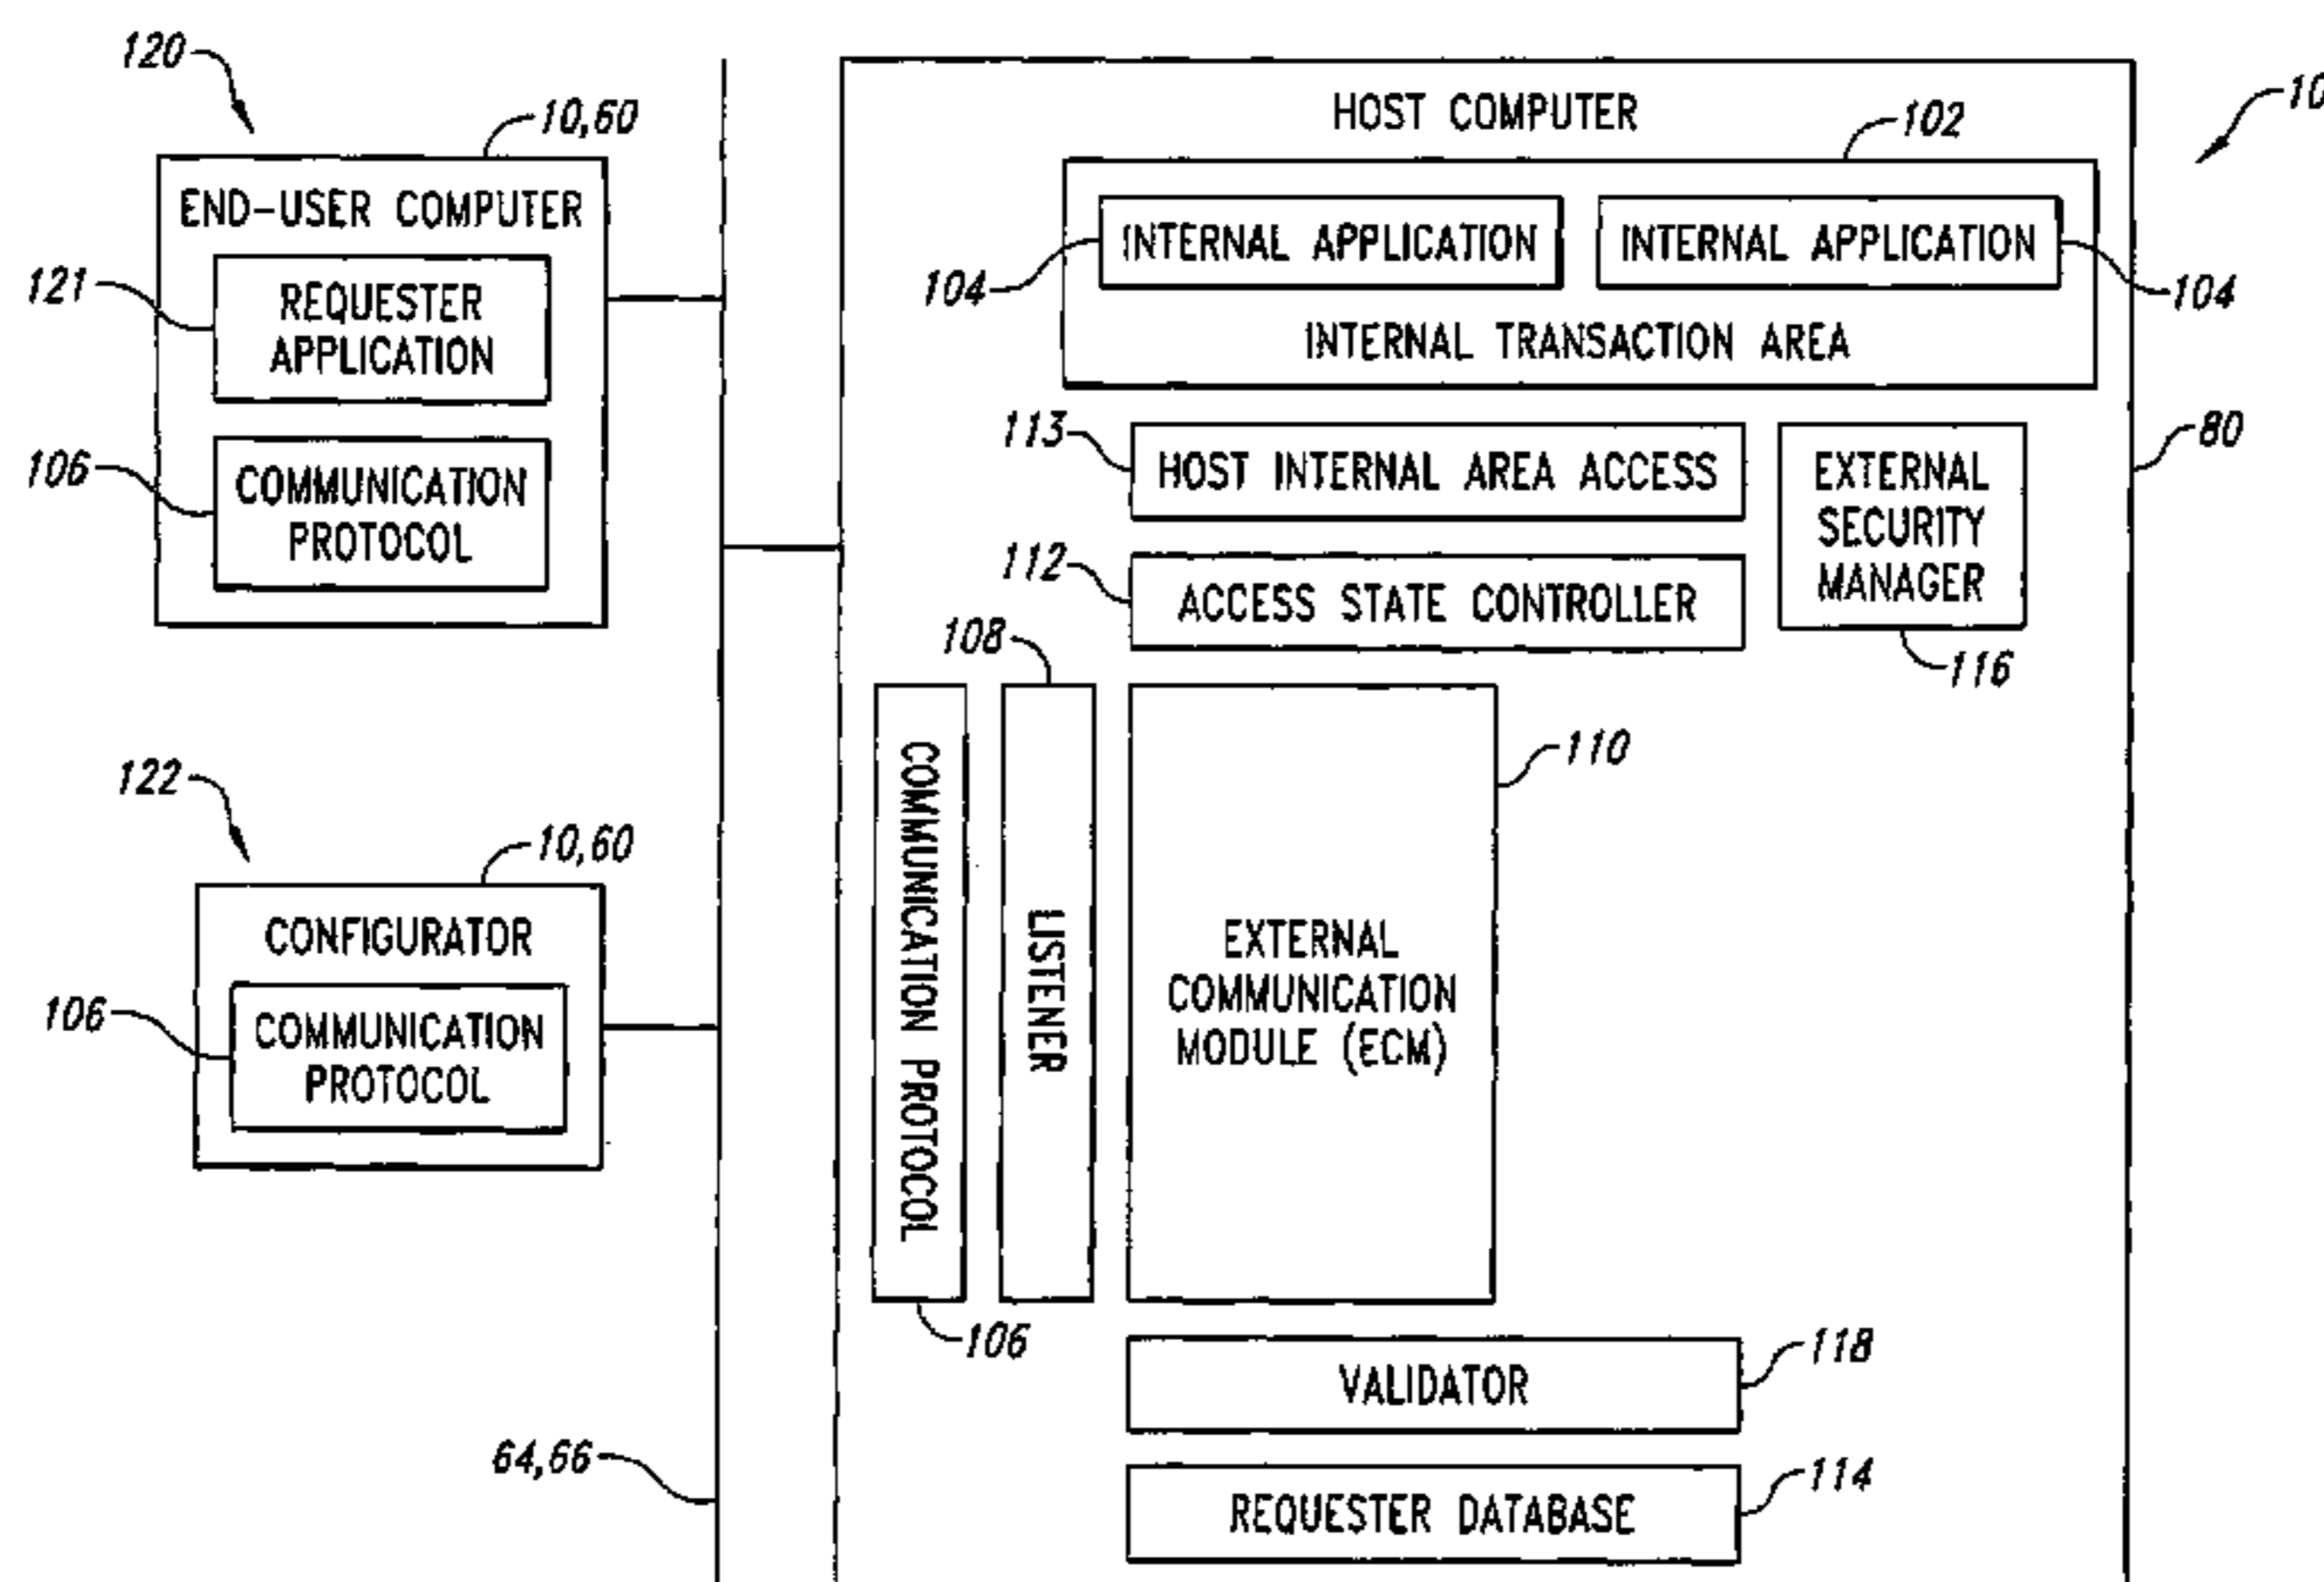 120
10,60
END-USER COMPUTER
121
REQUESTER
APPLICATION
106
COMMUNICATION
PROTOCOL
122
10,60
CONFIGURATOR
106
COMMUNICATION
PROTOCOL
64,66
HOST COMPUTER
102
10
INTERNAL APPLICATION
INTERNAL APPLICATION
104
104
INTERNAL TRANSACTION AREA
113
HOST INTERNAL AREA ACCESS
80
EXTERNAL
SECURITY
MANAGER
112
ACCESS STATE CONTROLLER
116
108
COMMUNICATION PROTOCOL
LISTENER
110
EXTERNAL
COMMUNICATION
MODULE (ECM)
106
118
VALIDATOR
114
REQUESTER DATABASE